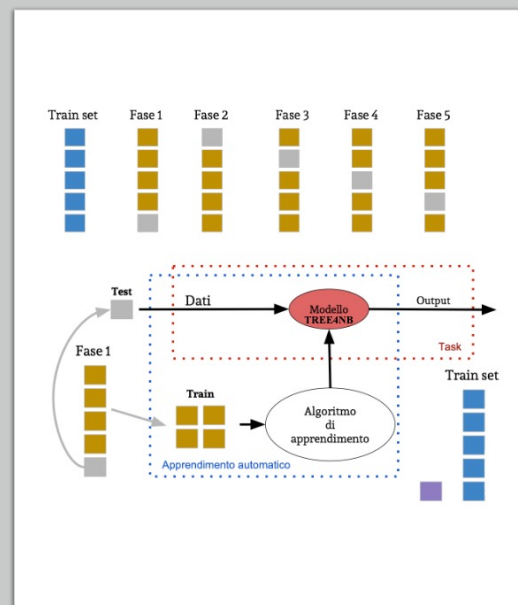 Train set
Fase 1
Fase 2
Fase 3
Fase 4
Fase 5
Test
Dati
Modello
TREE4NB
Output
Task
Fase 1
Train
Algoritmo
di
apprendimento
Apprendimento automatico
Train set